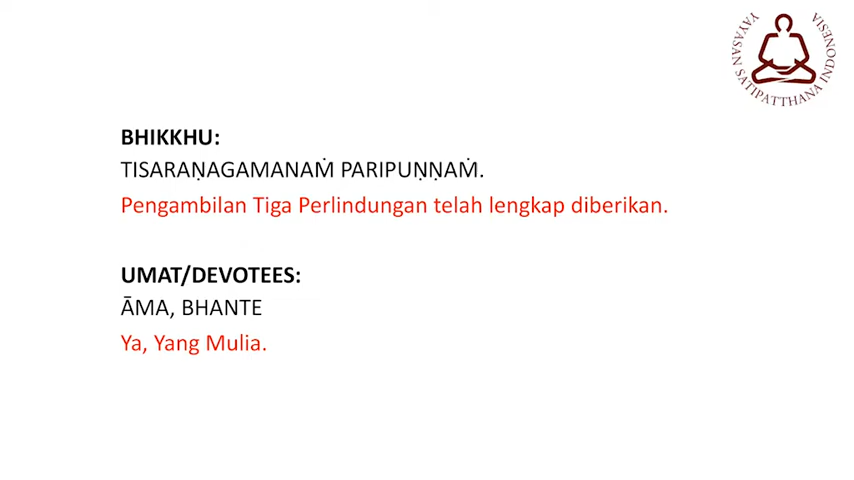 YAYASAN SATIPATTHANA INDONESIA
BHIKKHU:
TISARAṆAGAMANAṀ PARIPUṆṆAṀ.
Pengambilan Tiga Perlindungan telah lengkap diberikan.
UMAT/DEVOTEES:
ĀMA, BHANTE
Ya, Yang Mulia.